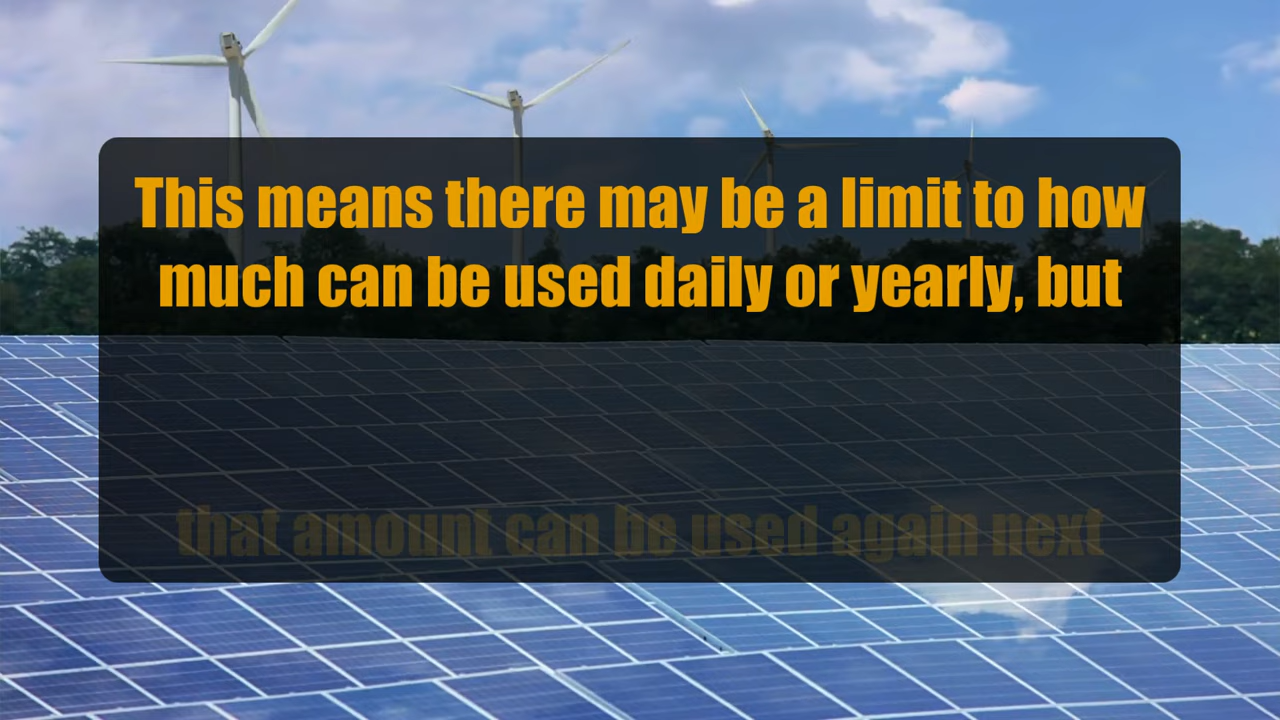 This means there may be a limit to how
much can be used daily or yearly, but
that amount can be used again next